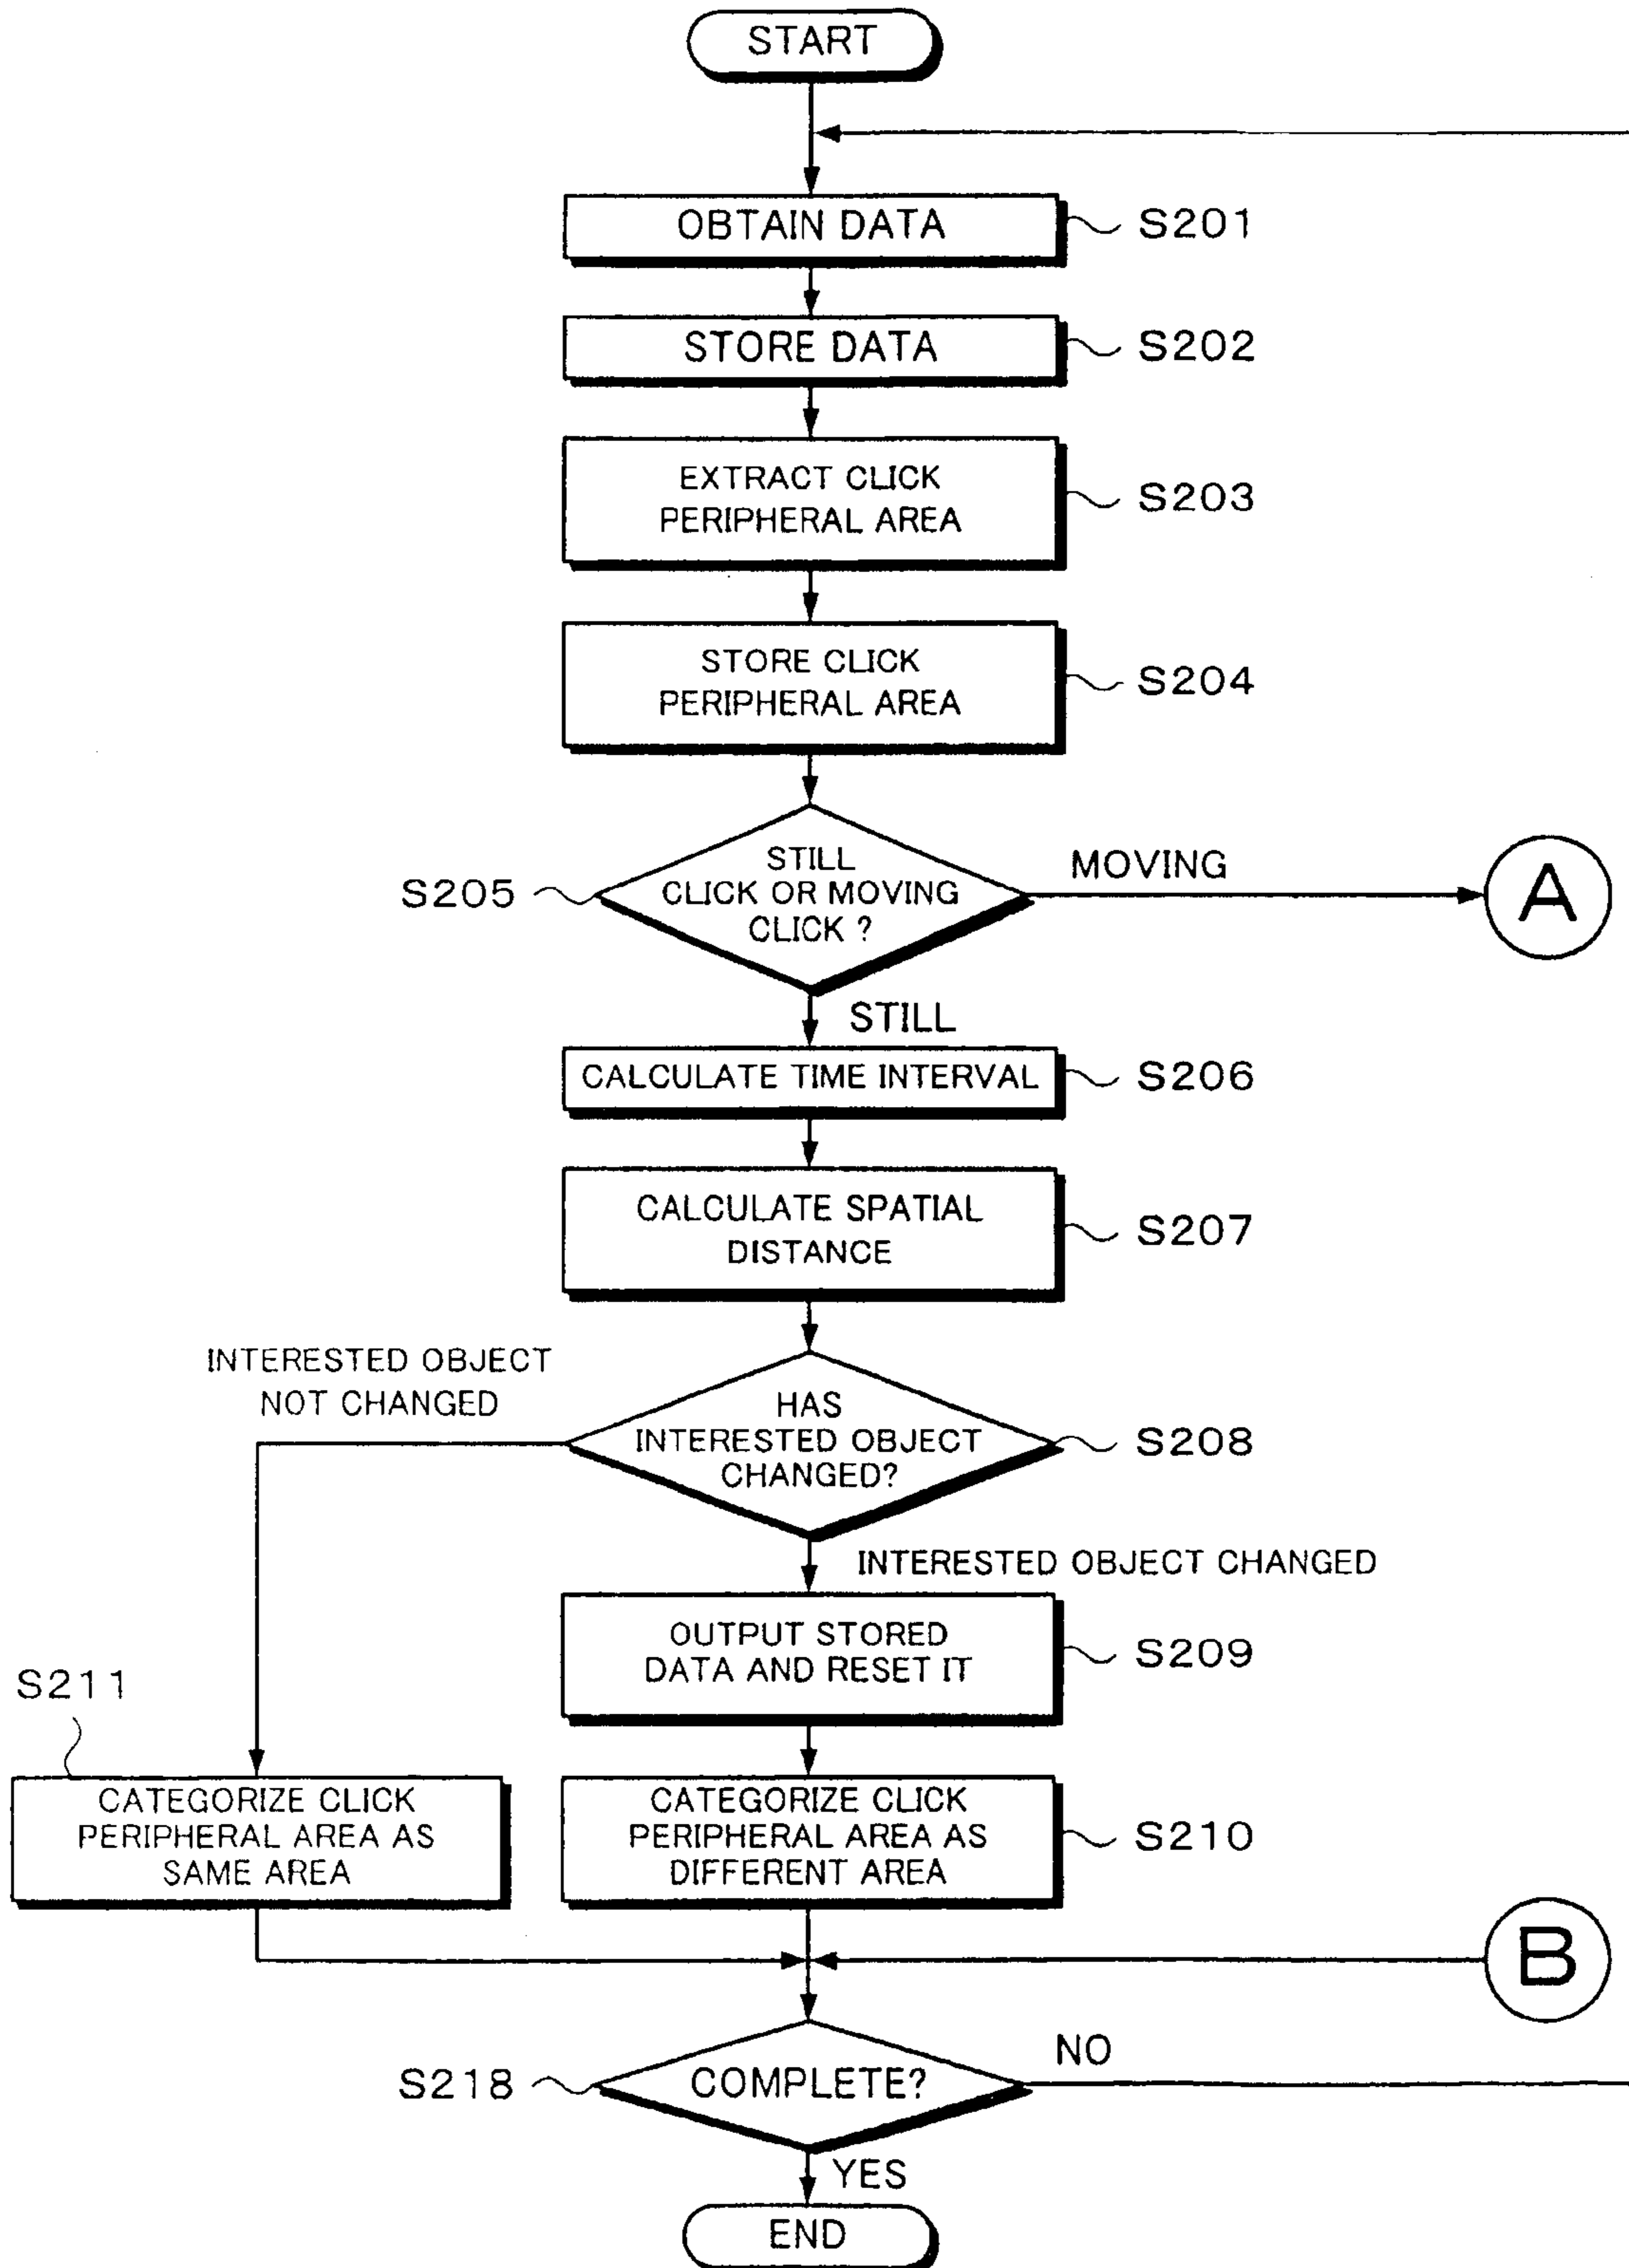 START
OBTAIN DATA
S201
STORE DATA
S202
EXTRACT CLICK
PERIPHERAL AREA
S203
STORE CLICK
PERIPHERAL AREA
S204
STILL
CLICK OR MOVING
CLICK ?
S205
MOVING
A
STILL
CALCULATE TIME INTERVAL
S206
CALCULATE SPATIAL
DISTANCE
S207
INTERESTED OBJECT
NOT CHANGED
HAS
INTERESTED OBJECT
CHANGED?
S208
INTERESTED OBJECT CHANGED
OUTPUT STORED
DATA AND RESET IT
S209
S211
CATEGORIZE CLICK
PERIPHERAL AREA AS
SAME AREA
CATEGORIZE CLICK
PERIPHERAL AREA AS
DIFFERENT AREA
S210
B
COMPLETE?
S218
NO
YES
END